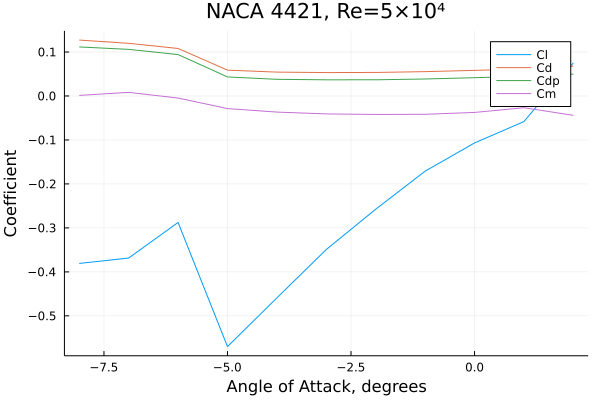 NACA 4421, Re=5×10⁴
Cl
Cd
Cdp
Cm
0.1
0.0
−0.1
−0.2
−0.3
−0.4
−0.5
Coefficient
−7.5 −5.0 −2.5 0.0
Angle of Attack, degrees